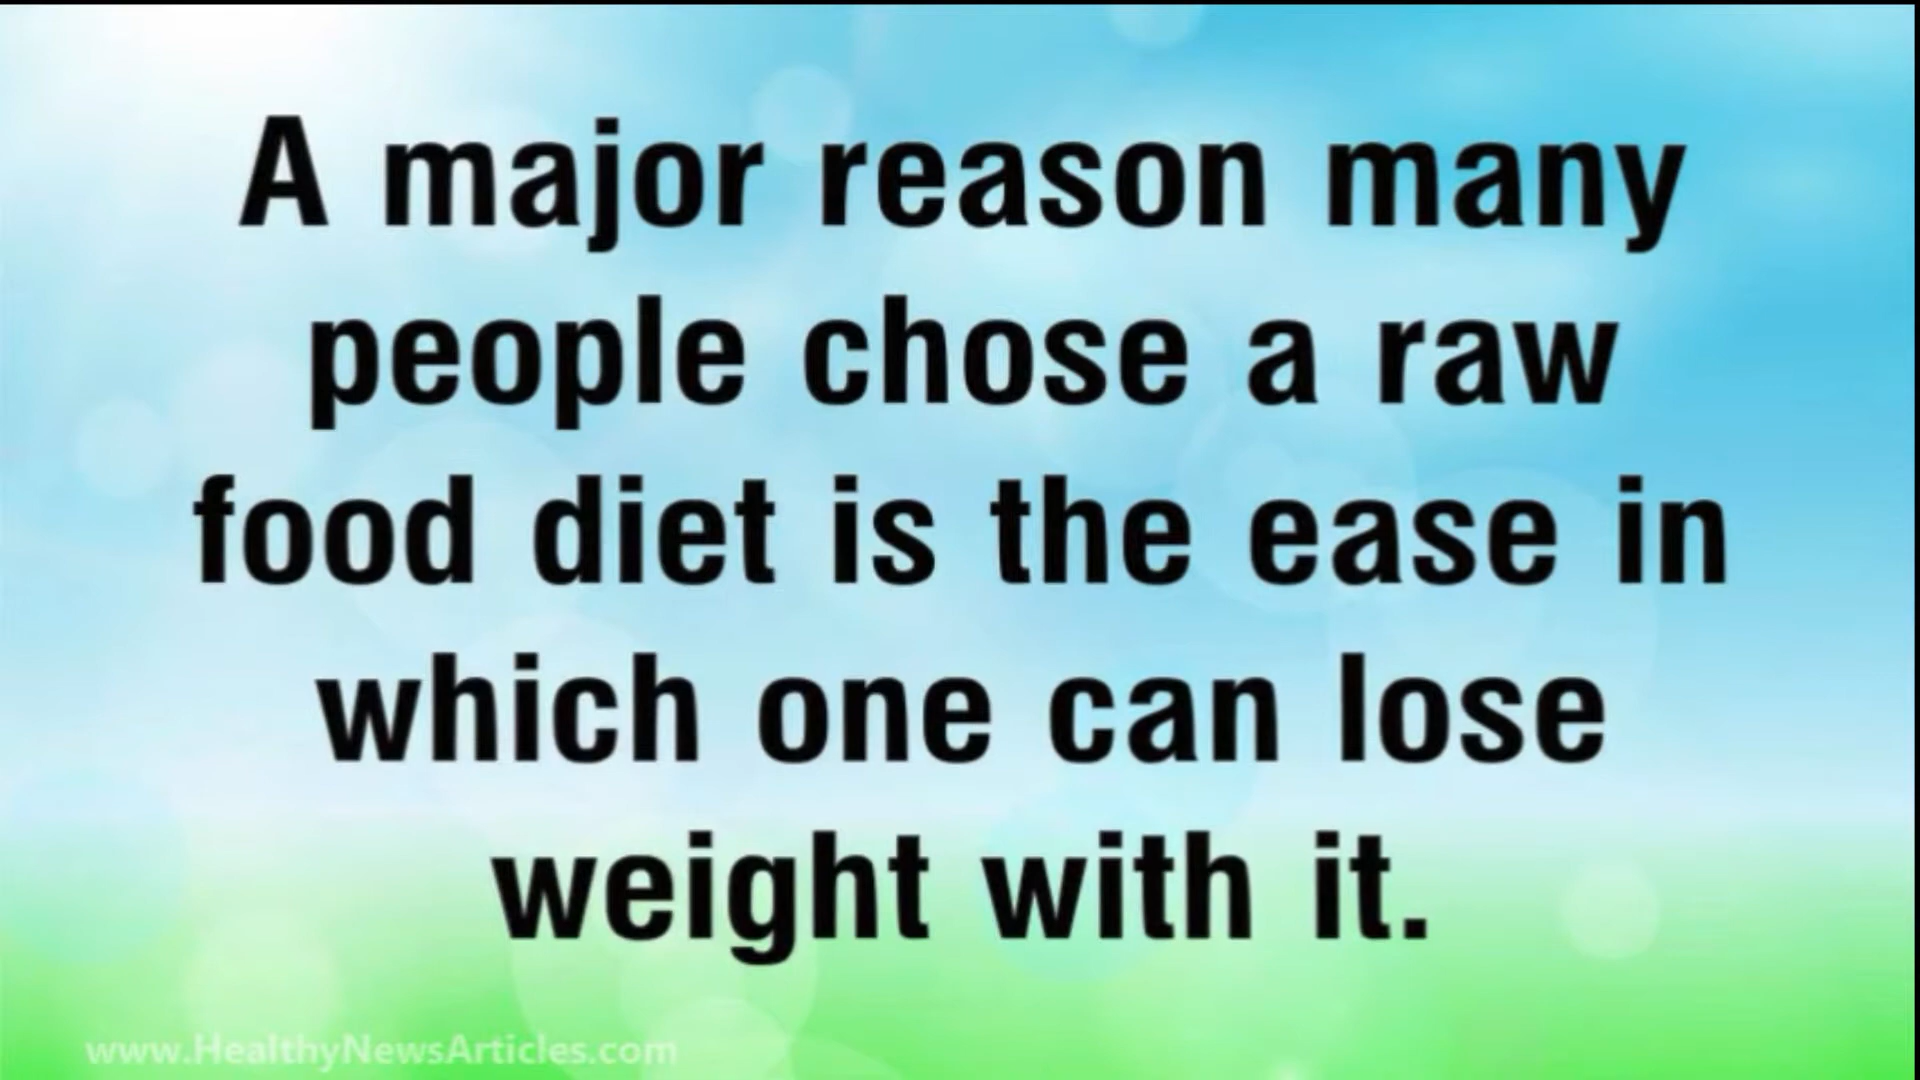 A major reason many
people chose a raw
food diet is the ease in
which one can lose
weight with it.
www.HealthyNewsArticles.com